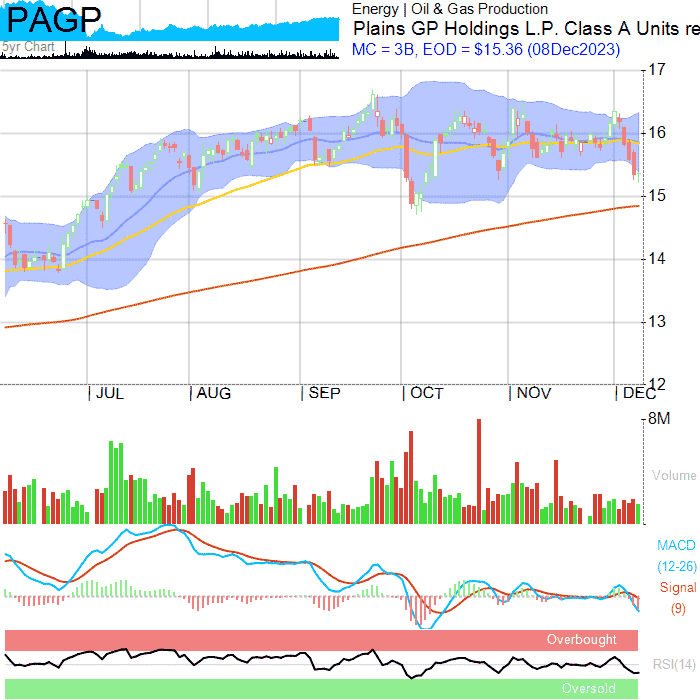 PAGP
5yr Chart
Energy | Oil & Gas Production
Plains GP Holdings L.P. Class A Units re
MC = 3B, EOD = $15.36 (08Dec2023)
17
16
15
14
13
12
| JUL | AUG | SEP | OCT | NOV | DEC
8M
Volume
MACD
(12-26)
Signal
(9)
Overbought
RSI(14)
Oversold